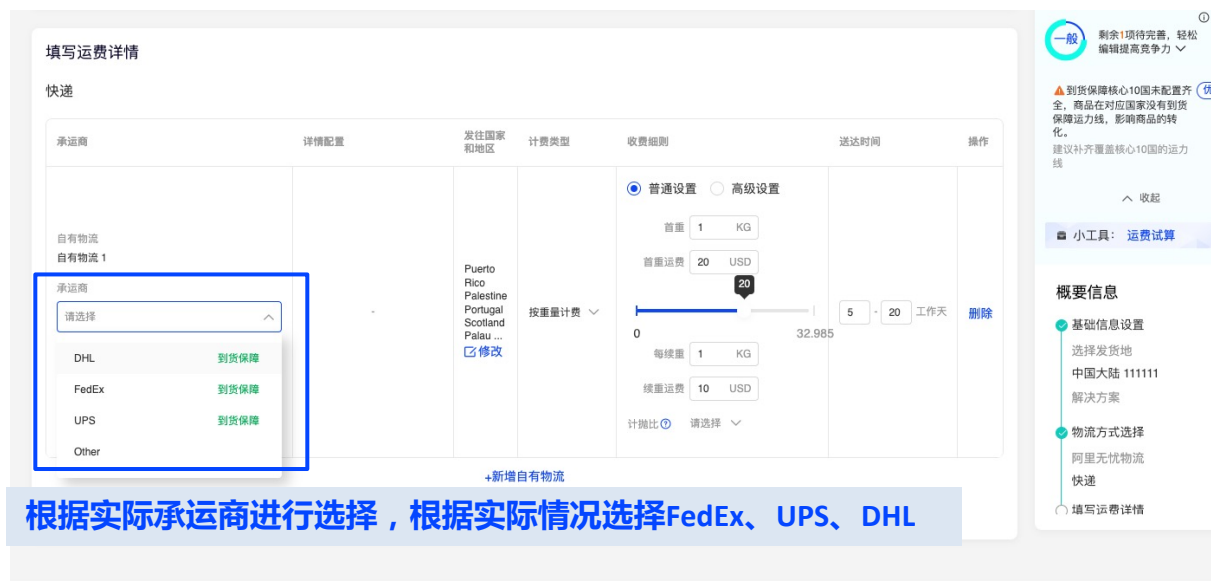 填写运费详情
快递
承运商
详情配置
发往国家
和地区
计费类型
收费细则
送达时间
操作
自有物流
自有物流 1
承运商
请选择
DHL 到货保障
FedEx 到货保障
UPS 到货保障
Other
-
Puerto
Rico
Palestine
Portugal
Scotland
Palau ...
修改
按重量计费
普通设置 高级设置
首重 1 KG
首重运费 20 USD
20
0 32.985
每续重 1 KG
续重运费 10 USD
计抛比 请选择
5 - 20 工作天
删除
+新增自有物流
根据实际承运商进行选择，根据实际情况选择FedEx、UPS、DHL
一般
剩余1项待完善，轻松
编辑提高竞争力
到货保障核心10国未配置齐
全，商品在对应国家没有到货
保障运力线，影响商品的转
化。
建议补齐覆盖核心10国的运力
线
收起
小工具： 运费试算
概要信息
基础信息设置
选择发货地
中国大陆 111111
解决方案
物流方式选择
阿里无忧物流
快递
填写运费详情